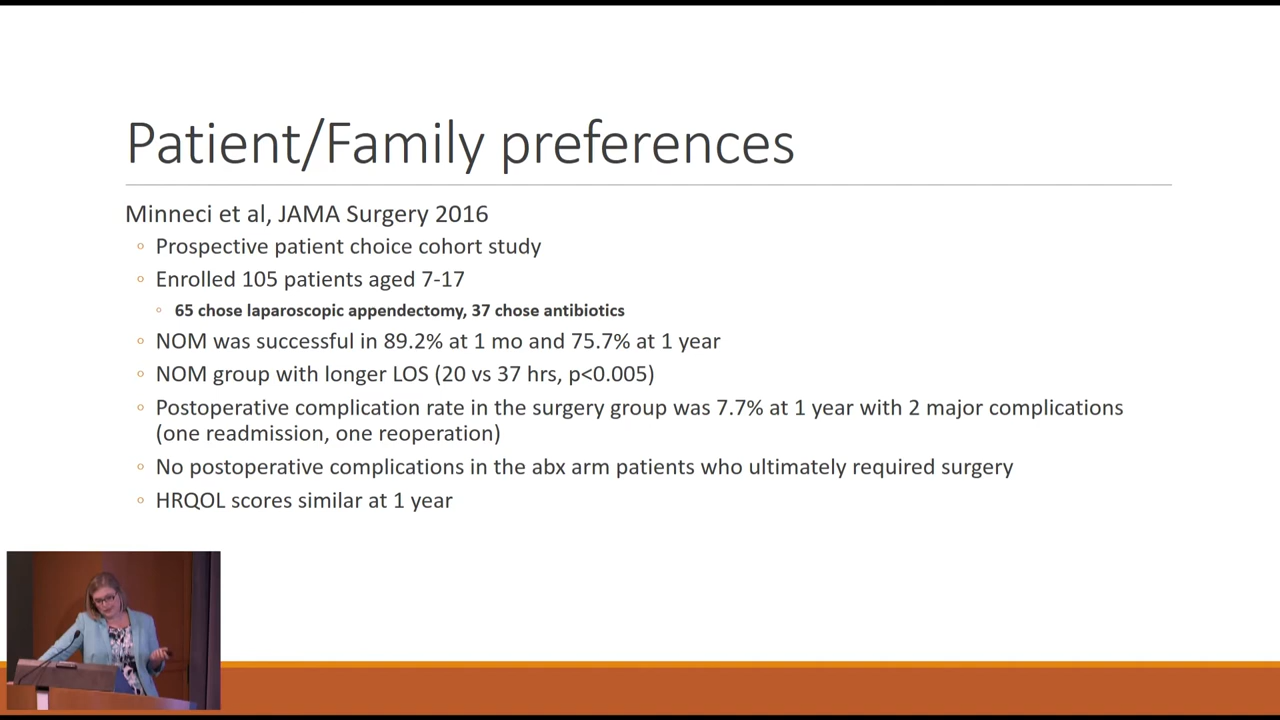 Patient/Family preferences
Minneci et al, JAMA Surgery 2016
Prospective patient choice cohort study
Enrolled 105 patients aged 7-17
65 chose laparoscopic appendectomy, 37 chose antibiotics
NOM was successful in 89.2% at 1 mo and 75.7% at 1 year
NOM group with longer LOS (20 vs 37 hrs, p<0.005)
Postoperative complication rate in the surgery group was 7.7% at 1 year with 2 major complications
(one readmission, one reoperation)
No postoperative complications in the abx arm patients who ultimately required surgery
HRQOL scores similar at 1 year